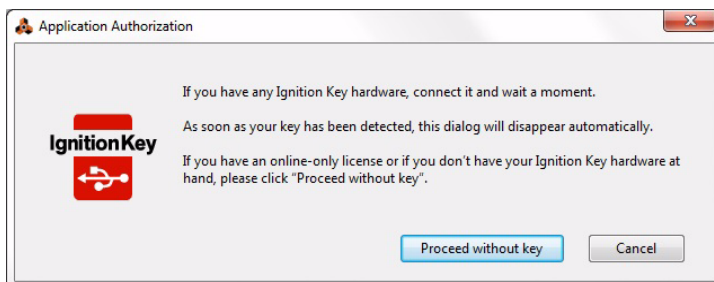 Application Authorization
If you have any Ignition Key hardware, connect it and wait a moment.
As soon as your key has been detected, this dialog will disappear automatically.
IgnitionKey
If you have an online-only license or if you don't have your Ignition Key hardware at
hand, please click "Proceed without key".
Proceed without key
Cancel